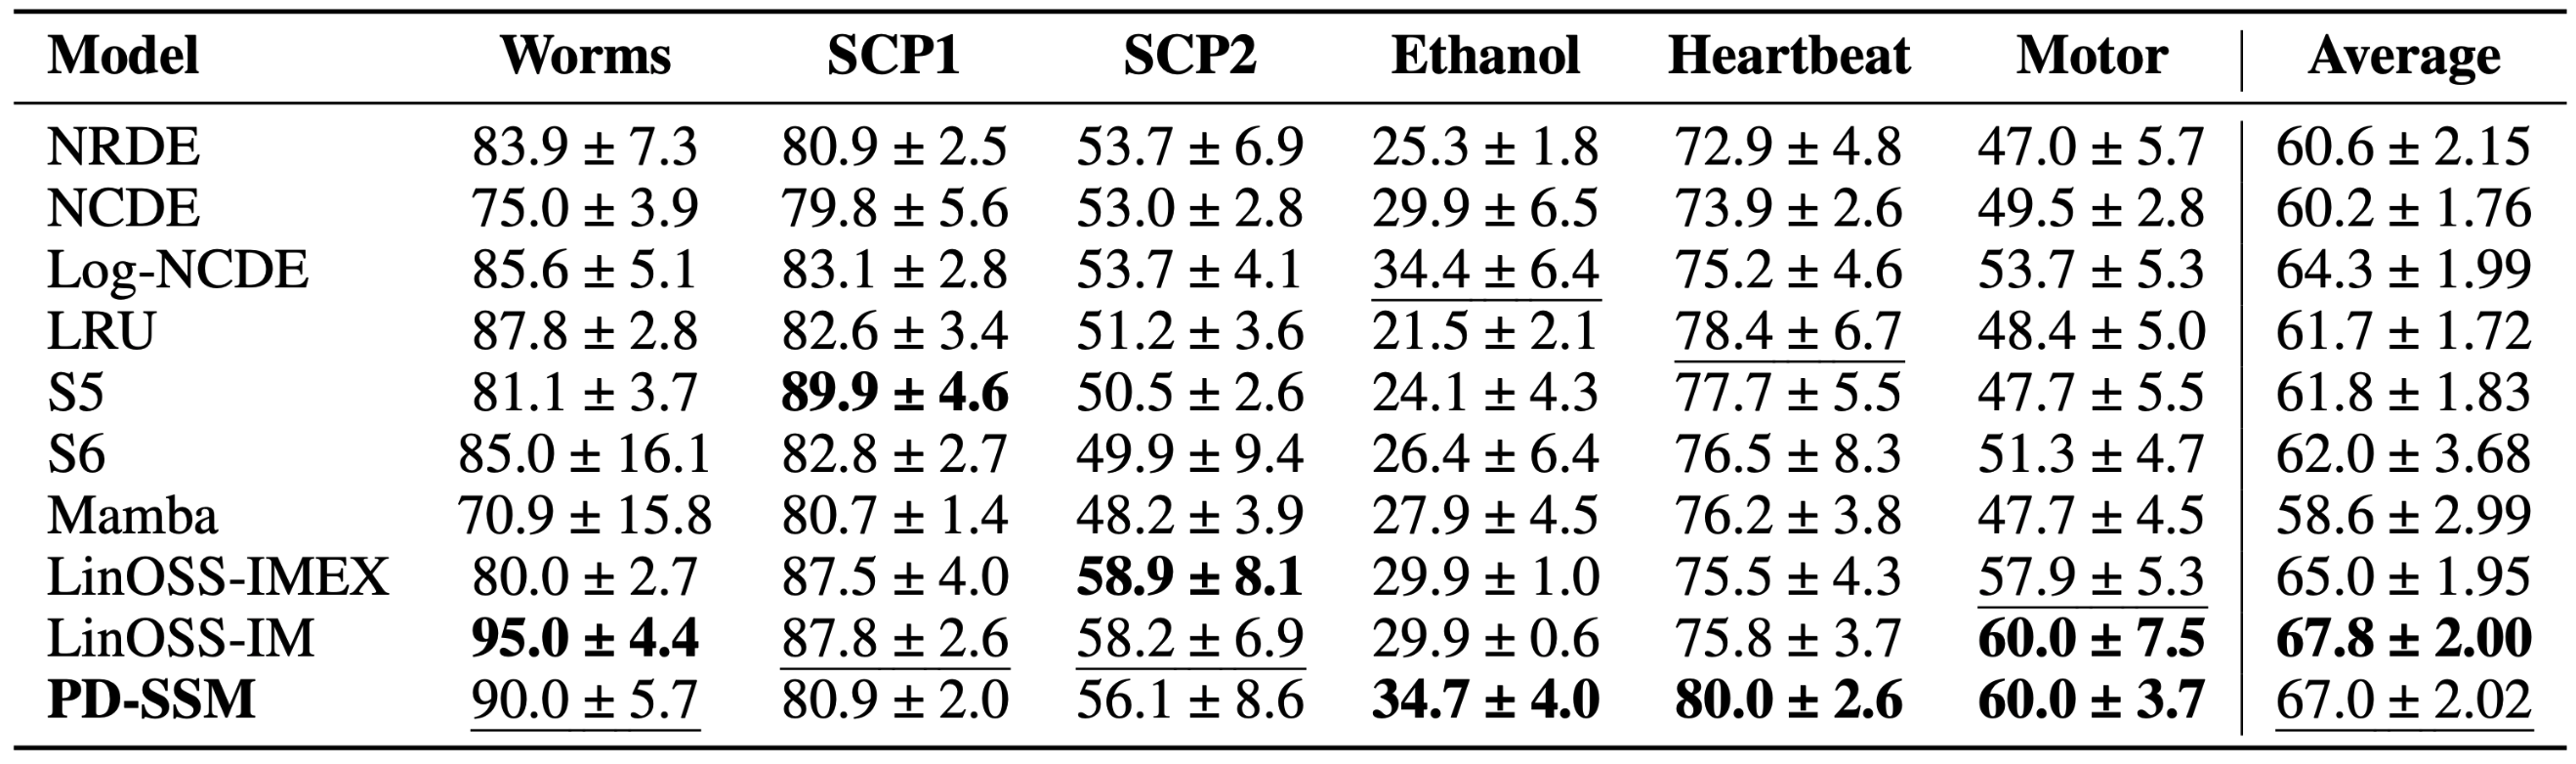 Model Worms SCP1 SCP2 Ethanol Heartbeat Motor Average
NRDE 83.9 ± 7.3 80.9 ± 2.5 53.7 ± 6.9 25.3 ± 1.8 72.9 ± 4.8 47.0 ± 5.7 60.6 ± 2.15
NCDE 75.0 ± 3.9 79.8 ± 5.6 53.0 ± 2.8 29.9 ± 6.5 73.9 ± 2.6 49.5 ± 2.8 60.2 ± 1.76
Log-NCDE 85.6 ± 5.1 83.1 ± 2.8 53.7 ± 4.1 34.4 ± 6.4 75.2 ± 4.6 53.7 ± 5.3 64.3 ± 1.99
LRU 87.8 ± 2.8 82.6 ± 3.4 51.2 ± 3.6 21.5 ± 2.1 78.4 ± 6.7 48.4 ± 5.0 61.7 ± 1.72
S5 81.1 ± 3.7 89.9 ± 4.6 50.5 ± 2.6 24.1 ± 4.3 77.7 ± 5.5 47.7 ± 5.5 61.8 ± 1.83
S6 85.0 ± 16.1 82.8 ± 2.7 49.9 ± 9.4 26.4 ± 6.4 76.5 ± 8.3 51.3 ± 4.7 62.0 ± 3.68
Mamba 70.9 ± 15.8 80.7 ± 1.4 48.2 ± 3.9 27.9 ± 4.5 76.2 ± 3.8 47.7 ± 4.5 58.6 ± 2.99
LinOSS-IMEX 80.0 ± 2.7 87.5 ± 4.0 58.9 ± 8.1 29.9 ± 1.0 75.5 ± 4.3 57.9 ± 5.3 65.0 ± 1.95
LinOSS-IM 95.0 ± 4.4 87.8 ± 2.6 58.2 ± 6.9 29.9 ± 0.6 75.8 ± 3.7 60.0 ± 7.5 67.8 ± 2.00
PD-SSM 90.0 ± 5.7 80.9 ± 2.0 56.1 ± 8.6 34.7 ± 4.0 80.0 ± 2.6 60.0 ± 3.7 67.0 ± 2.02